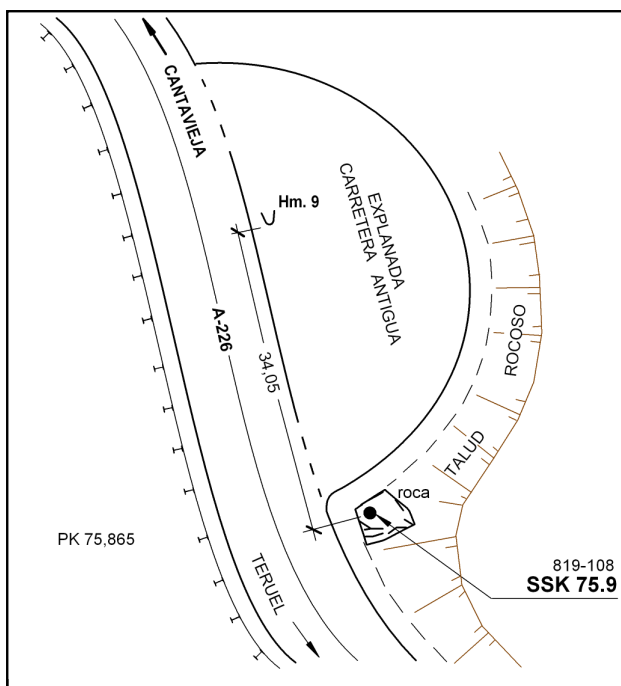 CANTAVIEJA
Hm. 9
EXPLANADA
CARRETERA ANTIGUA
A-226
34,05
ROCOSO
TALUD
roca
PK 75,865
TERUEL
819-108
SSK 75.9